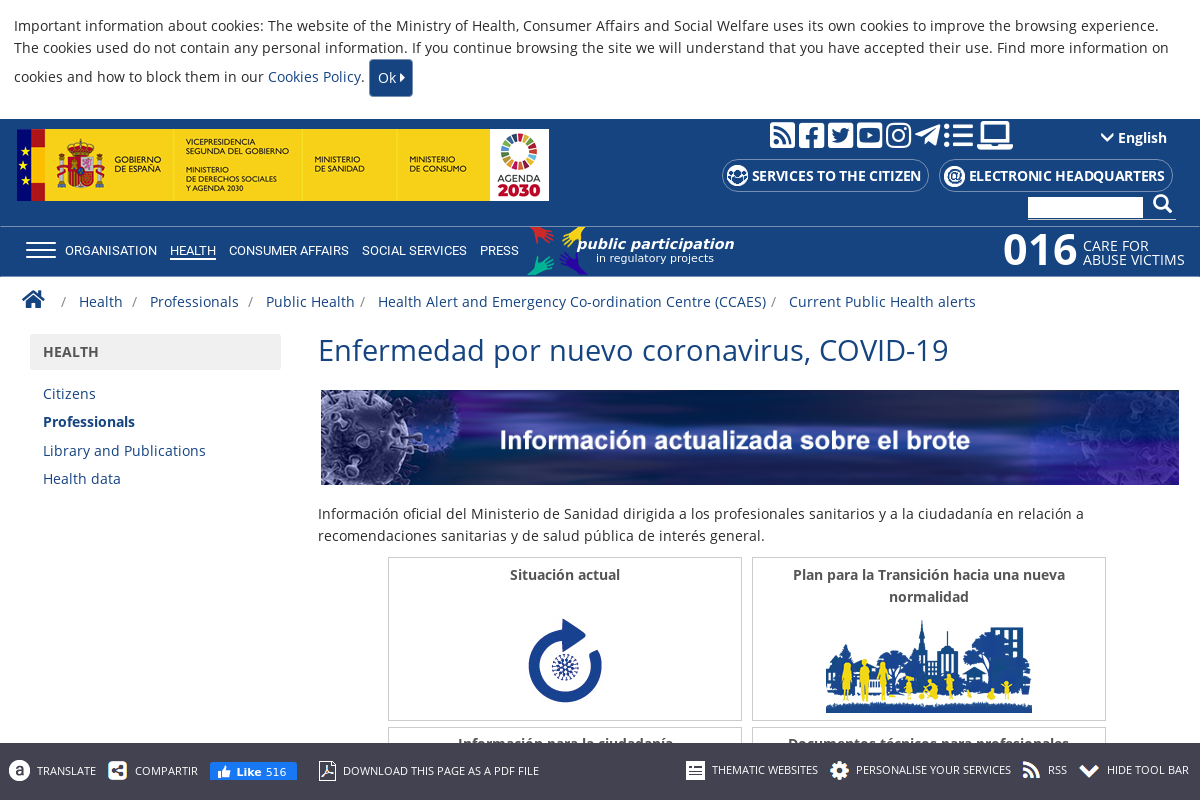 Important information about cookies: The website of the Ministry of Health, Consumer Affairs and Social Welfare uses its own cookies to improve the browsing experience.
The cookies used do not contain any personal information. If you continue browsing the site we will understand that you have accepted their use. Find more information on
cookies and how to block them in our Cookies Policy. Ok
GOBIERNO
DE ESPAÑA
VICEPRESIDENCIA
SEGUNDA DEL GOBIERNO
MINISTERIO
DE DERECHOS SOCIALES
Y AGENDA 2030
MINISTERIO
DE SANIDAD
MINISTERIO
DE CONSUMO
AGENDA
2030
English
SERVICES TO THE CITIZEN
ELECTRONIC HEADQUARTERS
ORGANISATION HEALTH CONSUMER AFFAIRS SOCIAL SERVICES PRESS
public participation
in regulatory projects
016 CARE FOR
ABUSE VICTIMS
/ Health / Professionals / Public Health / Health Alert and Emergency Co-ordination Centre (CCAES) / Current Public Health alerts
HEALTH
Citizens
Professionals
Library and Publications
Health data
Enfermedad por nuevo coronavirus, COVID-19
Información actualizada sobre el brote
Información oficial del Ministerio de Sanidad dirigida a los profesionales sanitarios y a la ciudadanía en relación a
recomendaciones sanitarias y de salud pública de interés general.
Situación actual
Plan para la Transición hacia una nueva
normalidad
Información para la ciudadanía
Documentos técnicos para profesionales
a TRANSLATE COMPARTIR Like 516 DOWNLOAD THIS PAGE AS A PDF FILE THEMATIC WEBSITES PERSONALISE YOUR SERVICES RSS HIDE TOOL BAR